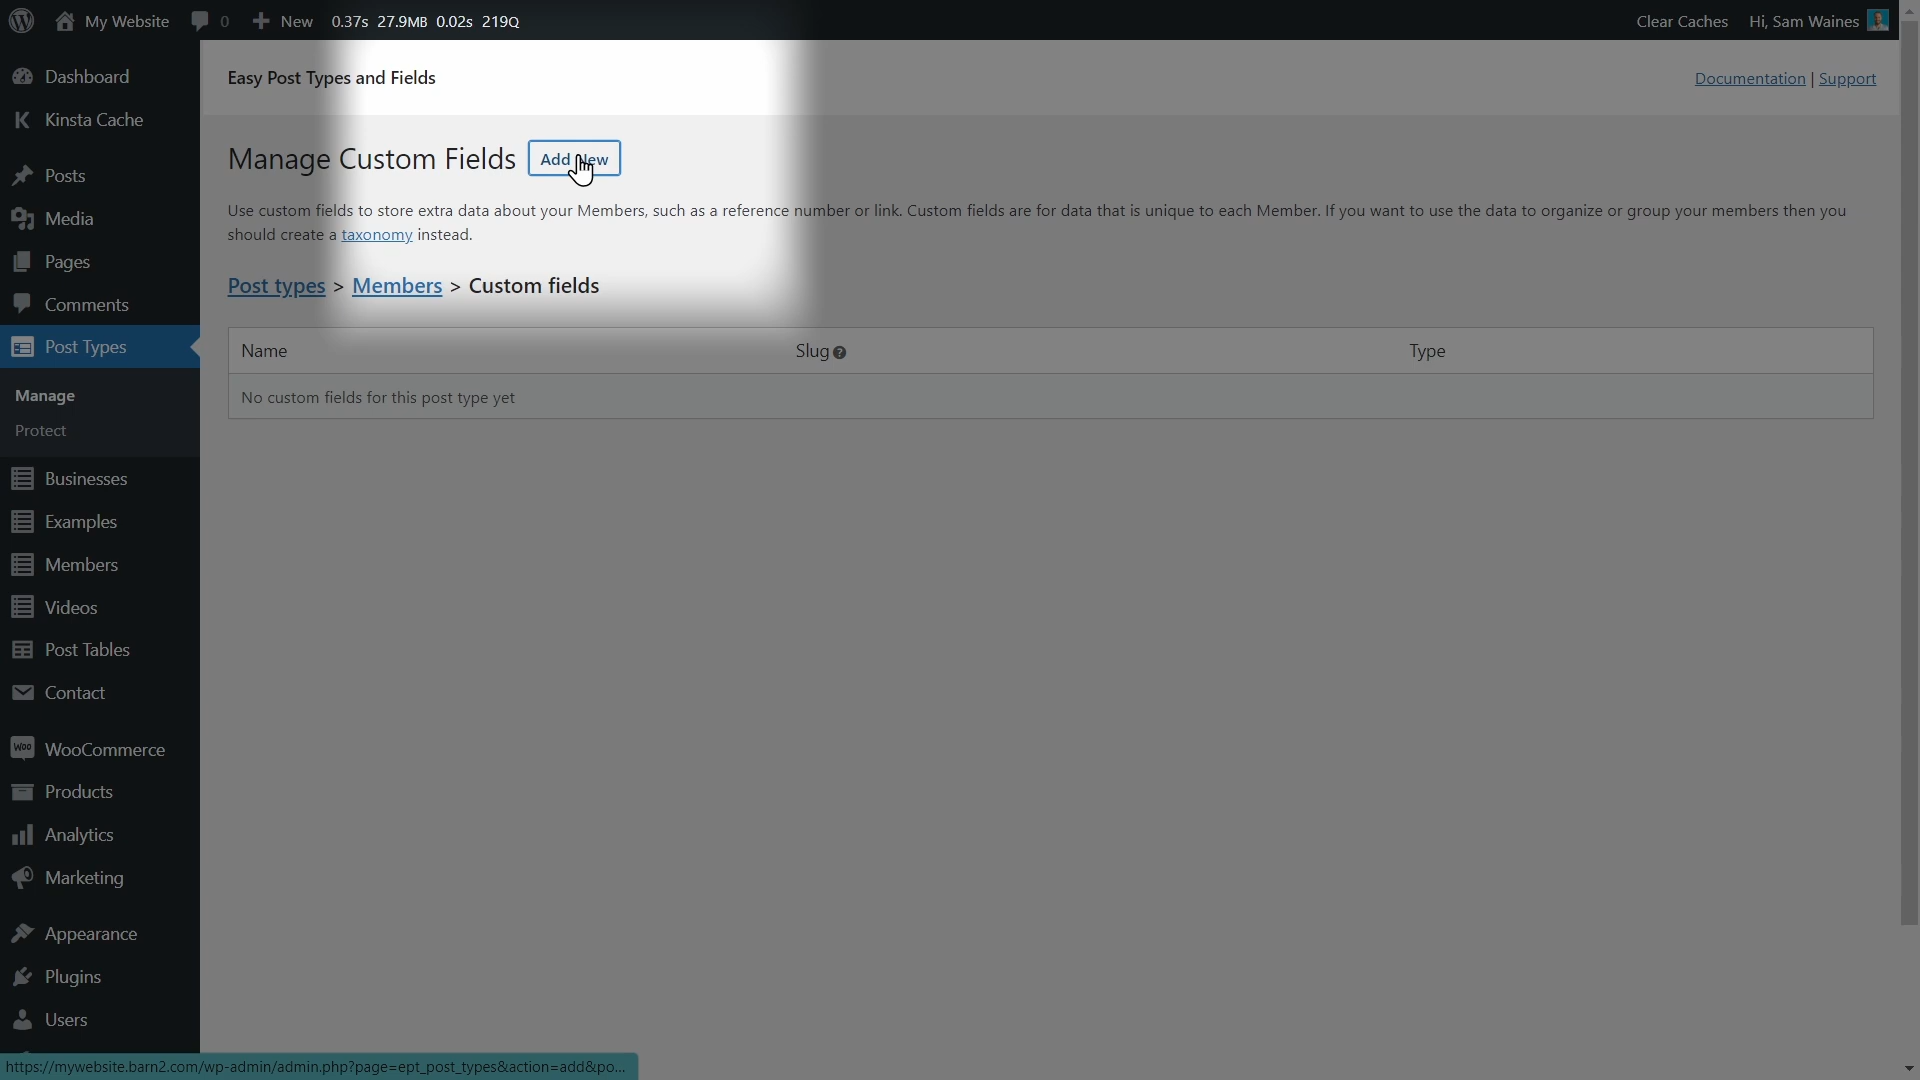 My Website 0 New 0.37s 27.9MB 0.02s 219Q Clear Caches Hi, Sam Waines
Dashboard
Kinsta Cache
Posts
Media
Pages
Comments
Post Types
Manage
Protect
Businesses
Examples
Members
Videos
Post Tables
Contact
WooCommerce
Products
Analytics
Marketing
Appearance
Plugins
Users
Easy Post Types and Fields
Documentation | Support
Manage Custom Fields Add New
Use custom fields to store extra data about your Members, such as a reference number or link. Custom fields are for data that is unique to each Member. If you want to use the data to organize or group your members then you
should create a taxonomy instead.
Post types > Members > Custom fields
Name Slug Type
No custom fields for this post type yet
https://mywebsite.barn2.com/wp-admin/admin.php?page=ept_post_types&action=add&po...